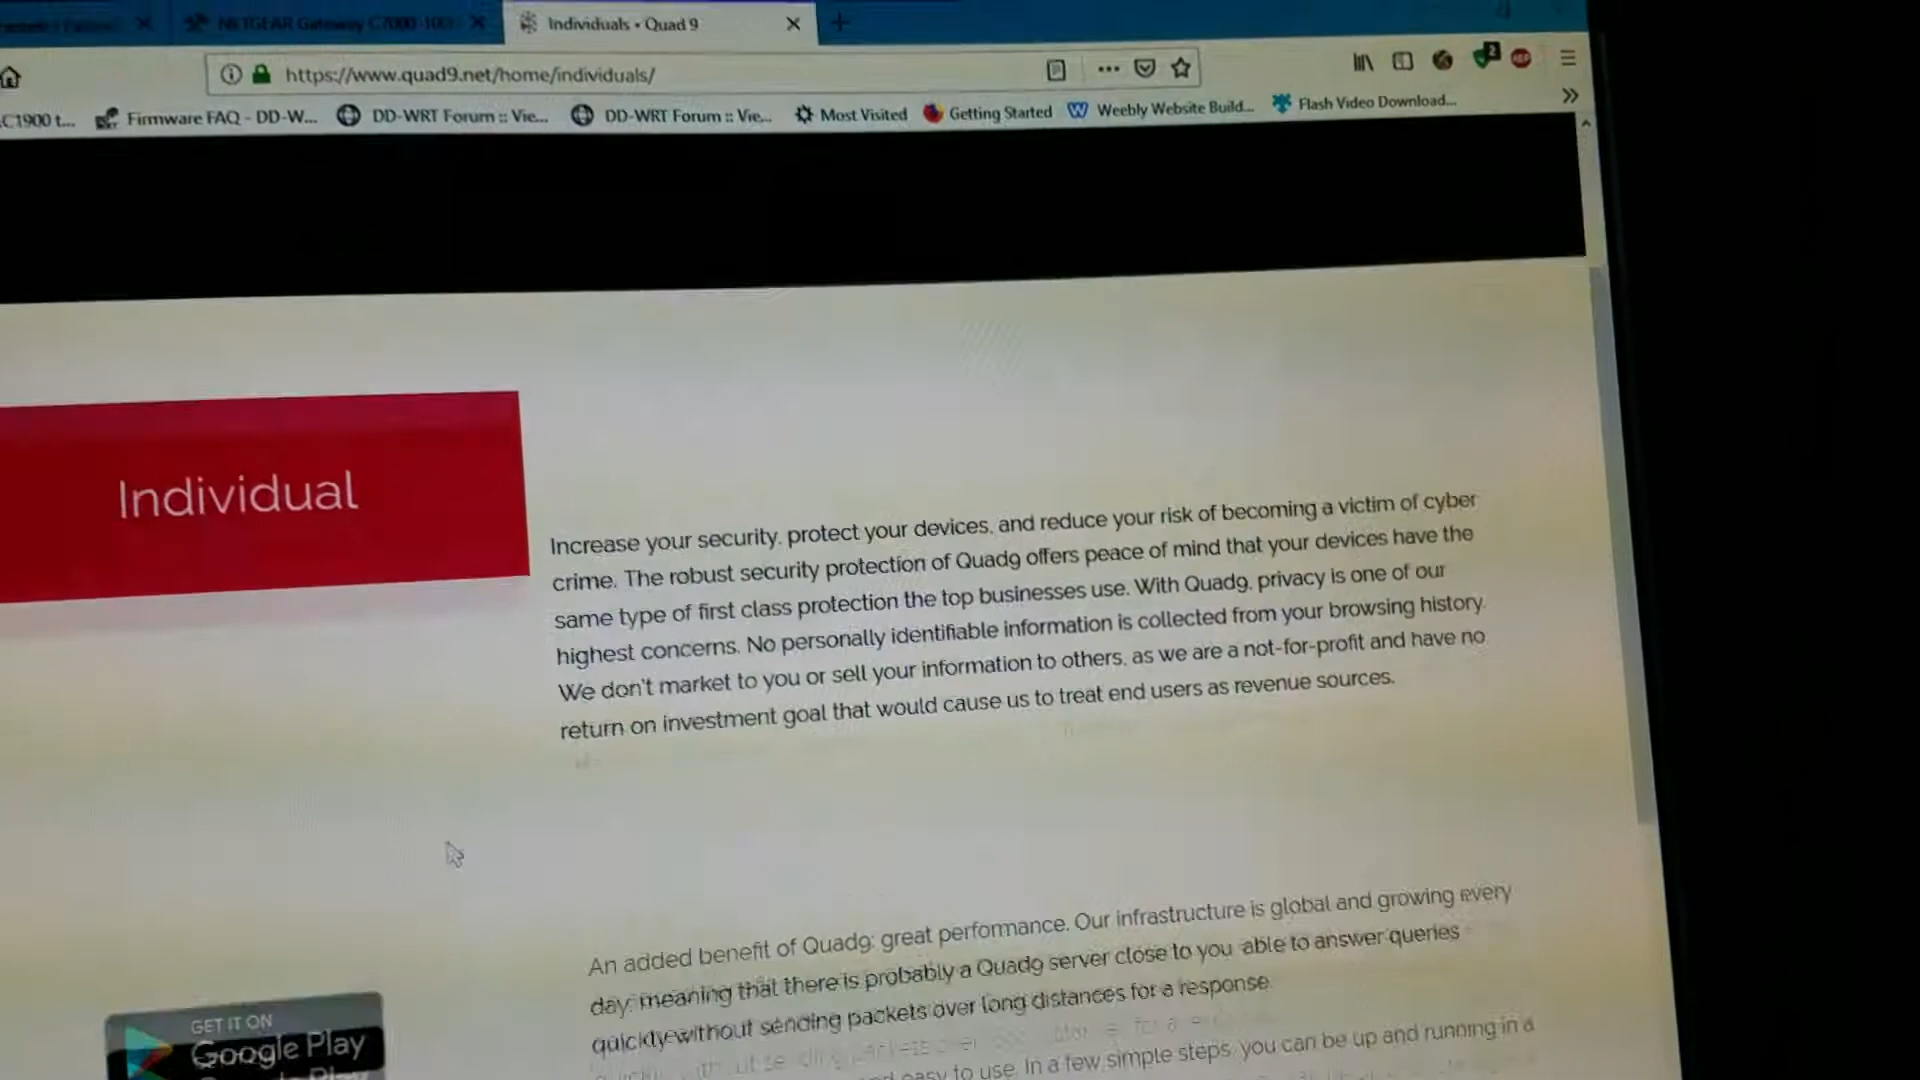 NETGEAR Gateway C7000-100
Individuals • Quad 9
https://www.quad9.net/home/individuals/
2
ABP
C1900 t...
Firmware FAQ - DD-W...
DD-WRT Forum :: Vie...
DD-WRT Forum :: Vie...
Most Visited
Getting Started
Weebly Website Build...
Flash Video Download...
Individual
Increase your security, protect your devices, and reduce your risk of becoming a victim of cyber
crime. The robust security protection of Quad9 offers peace of mind that your devices have the
same type of first class protection the top businesses use. With Quad9, privacy is one of our
highest concerns. No personally identifiable information is collected from your browsing history.
We don't market to you or sell your information to others, as we are a not-for-profit and have no
return on investment goal that would cause us to treat end users as revenue sources.
An added benefit of Quad9: great performance. Our infrastructure is global and growing every
day, meaning that there is probably a Quad9 server close to you able to answer queries
quickly without sending packets over long distances for a response.
easy to use. In a few simple steps, you can be up and running in a
GET IT ON
Google Play